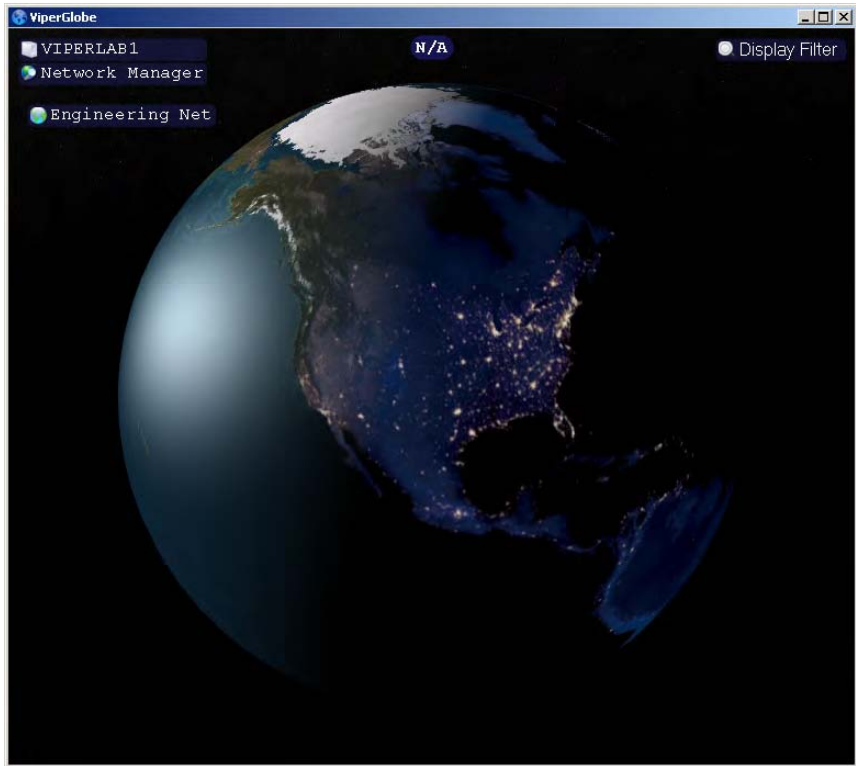 ViperGlobe
VIPERLAB1
N/A
Display Filter
Network Manager
Engineering Net